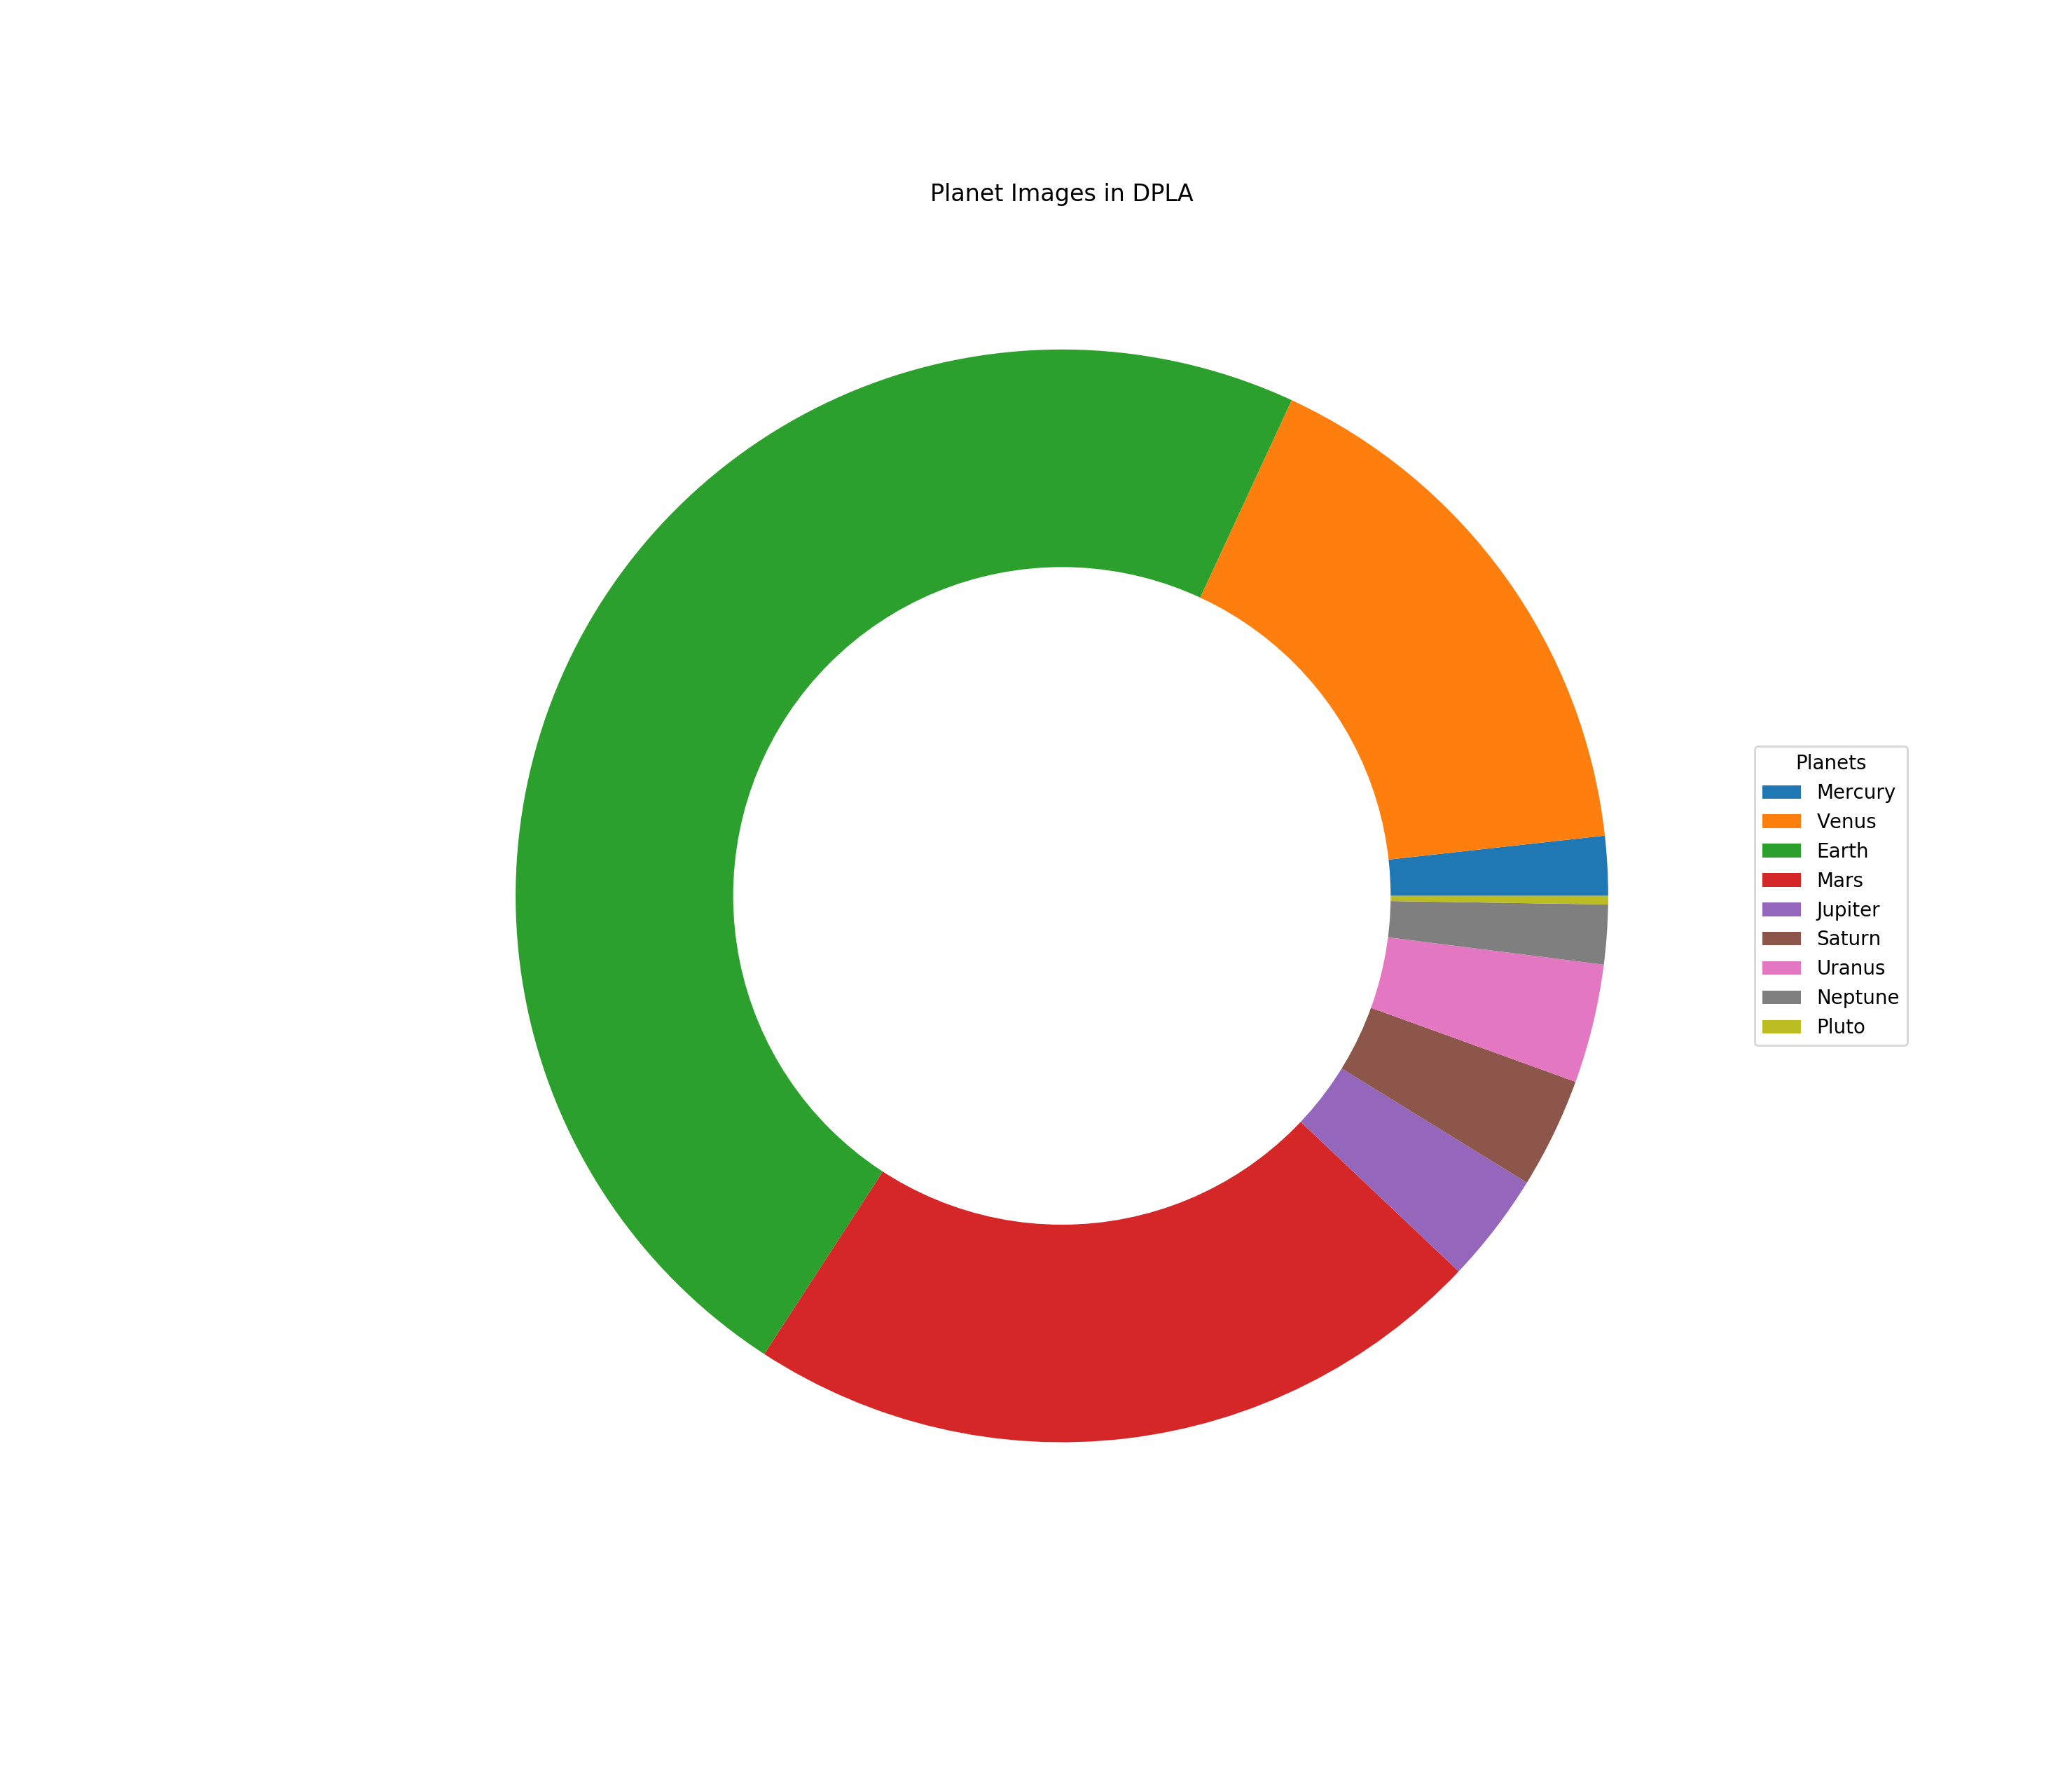 Planet Images in DPLA
Planets
Mercury
Venus
Earth
Mars
Jupiter
Saturn
Uranus
Neptune
Pluto